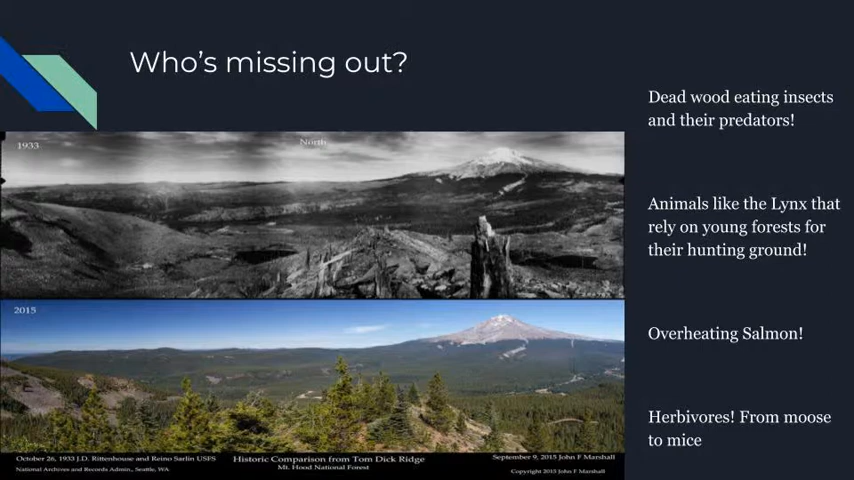 Who's missing out?
Dead wood eating insects
and their predators!
Animals like the Lynx that
rely on young forests for
their hunting ground!
Overheating Salmon!
Herbivores! From moose
to mice
1933
North
2015
October 26, 1933 J.D. Rittenhouse and Reino Sarlin USFS
National Archives and Records Admin., Seattle, WA
Historic Comparison from Tom Dick Ridge
Mt. Hood National Forest
September 9, 2015 John F Marshall
Copyright 2015 John F Marshall